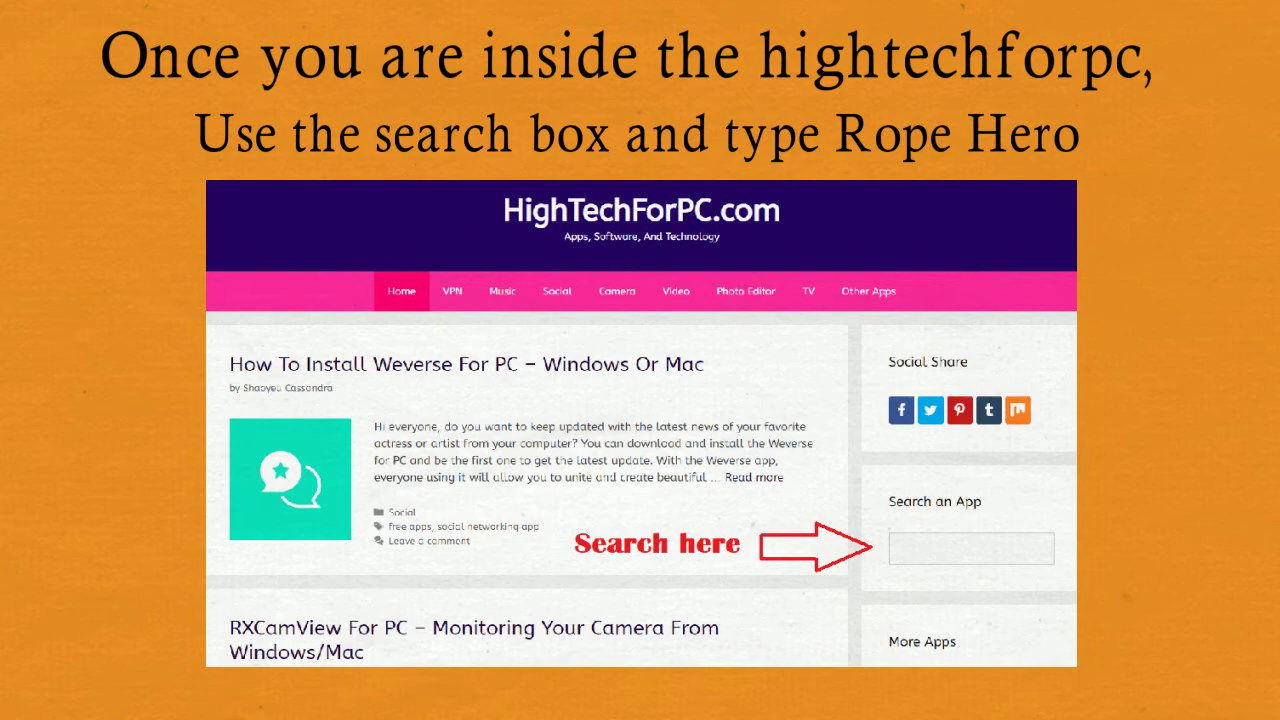 Once you are inside the hightechforpc,
Use the search box and type Rope Hero
HighTechForPC.com
Apps, Software, And Technology
Home VPN Music Social Camera Video Photo Editor TV Other Apps
How To Install Weverse For PC – Windows Or Mac
by Shaoyeu Cassandra
Hi everyone, do you want to keep updated with the latest news of your favorite
actress or artist from your computer? You can download and install the Weverse
for PC and be the first one to get the latest update. With the Weverse app,
everyone using it will allow you to unite and create beautiful ... Read more
Social
free apps, social networking app
Leave a comment
Search here
RXCamView For PC – Monitoring Your Camera From
Windows/Mac
Social Share
Search an App
More Apps